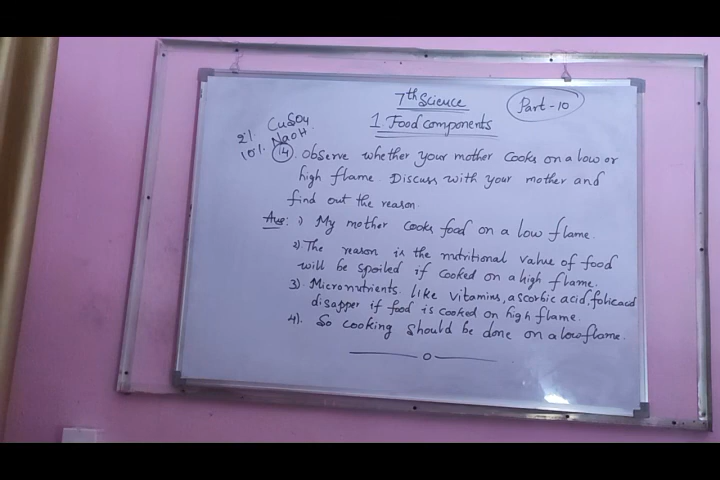 7th Science
Part-10
1. Food components
2% CuSO4
10% NaOH
14. Observe whether your mother cooks on a low or
high flame. Discuss with your mother and
find out the reason.
Ans: 1) My mother cooks food on a low flame.
2) The reason is the nutritional value of food
will be spoiled if cooked on a high flame.
3) Micronutrients like vitamins, ascorbic acid, folic acid
disapper if food is cooked on high flame.
4). So cooking should be done on a low flame.